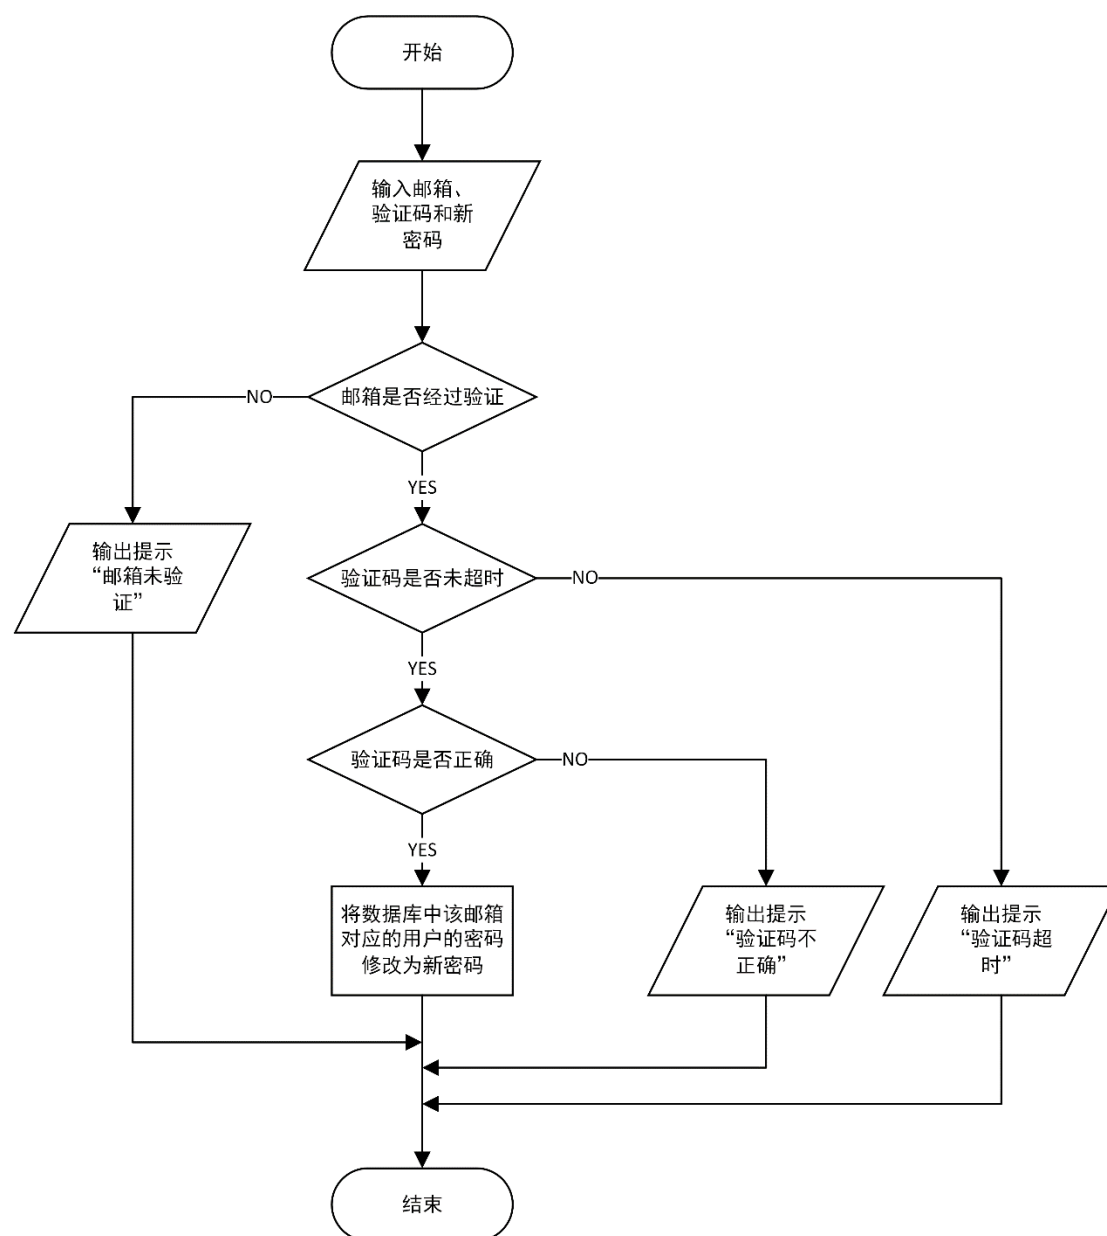 开始
输入邮箱、
验证码和新
密码
邮箱是否经过验证
NO
YES
输出提示
“邮箱未验
证”
验证码是否未超时
NO
YES
验证码是否正确
NO
YES
将数据库中该邮箱
对应的用户的密码
修改为新密码
输出提示
“验证码不
正确”
输出提示
“验证码超
时”
结束